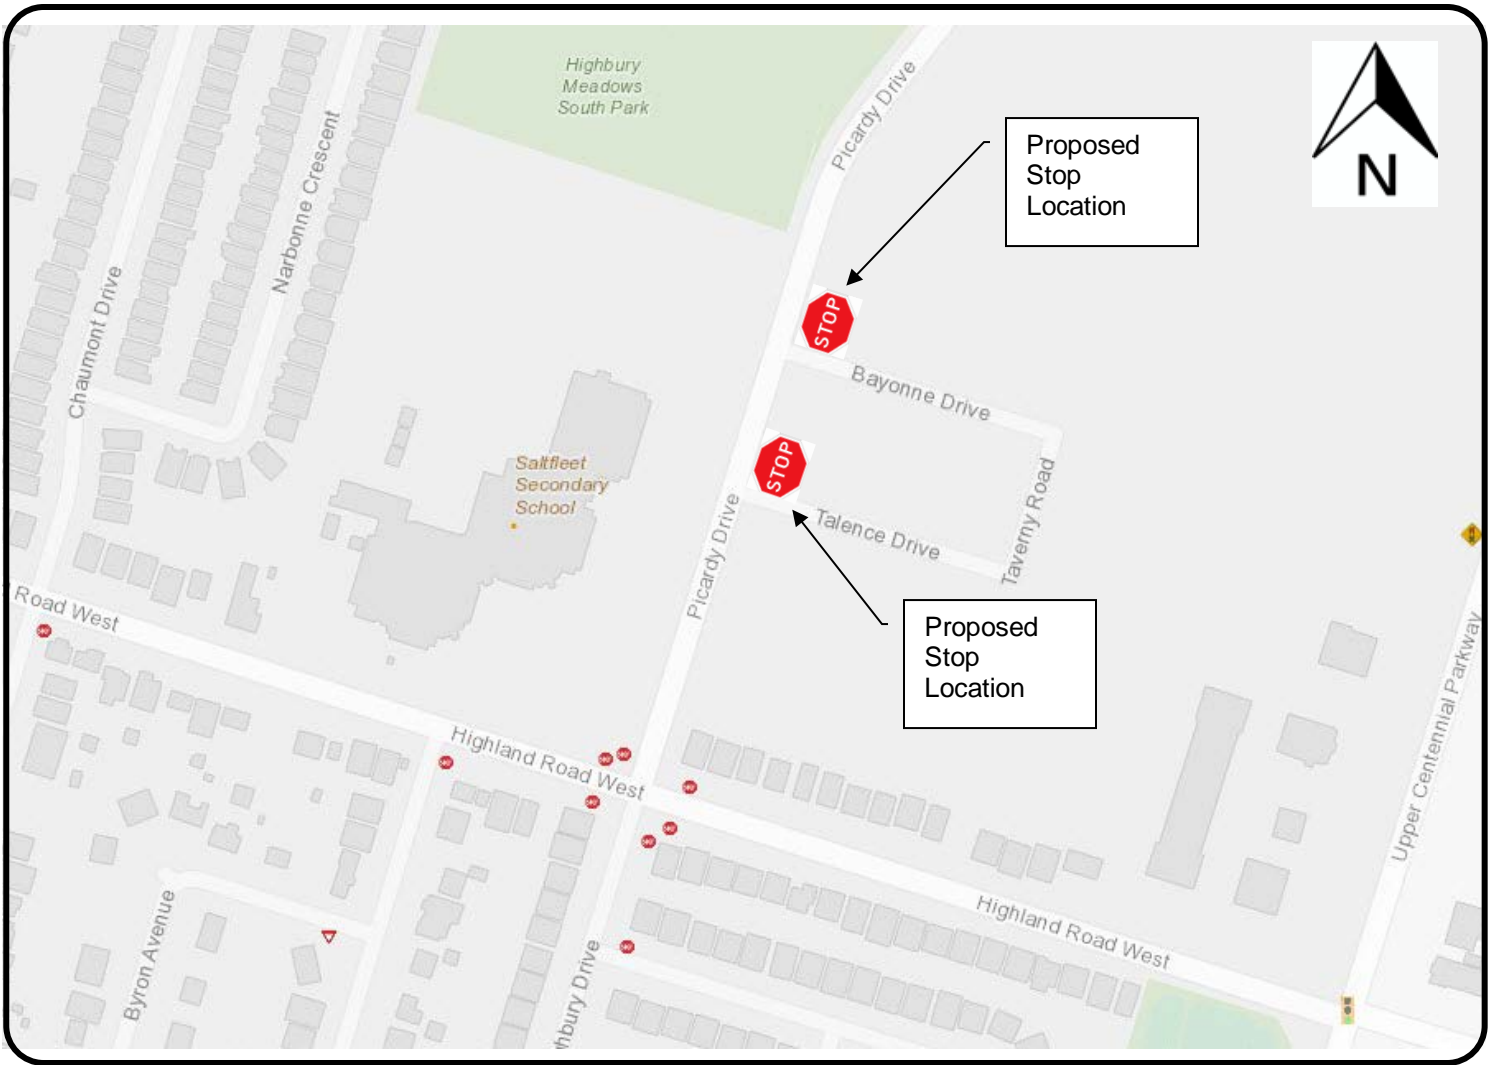 Highbury
Meadows
South Park
Picardy Drive
Proposed
Stop
Location
N
Narbonne Crescent
Chaumont Drive
STOP
Bayonne Drive
STOP
Saltfleet
Secondary
School
Talence Drive
Taverny Road
Picardy Drive
Road West
Proposed
Stop
Location
Upper Centennial Parkway
Highland Road West
Highland Road West
Byron Avenue
hbury Drive